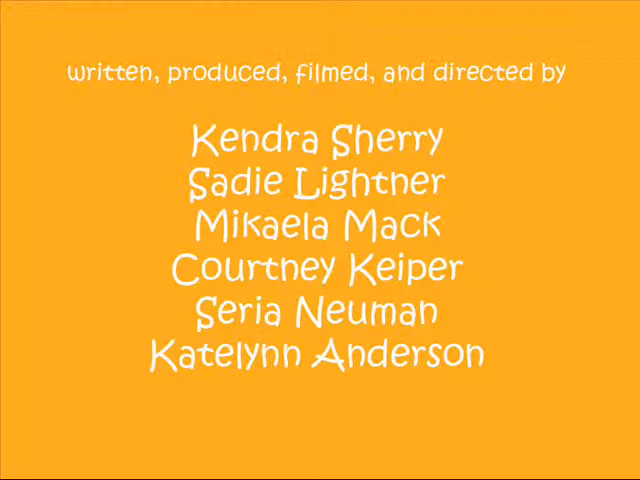 written, produced, filmed, and directed by
Kendra Sherry
Sadie Lightner
Mikaela Mack
Courtney Keiper
Seria Neuman
Katelynn Anderson